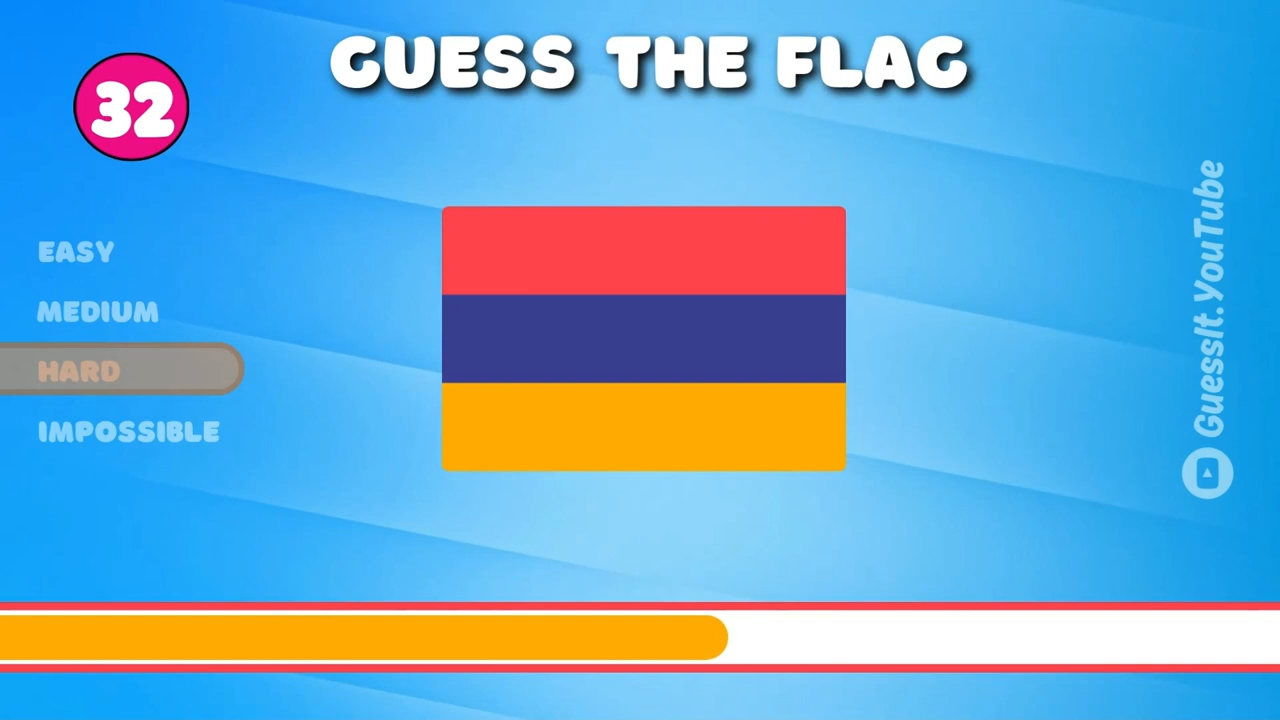 GUESS THE FLAG
32
EASY
MEDIUM
HARD
IMPOSSIBLE
GuessIt.YouTube